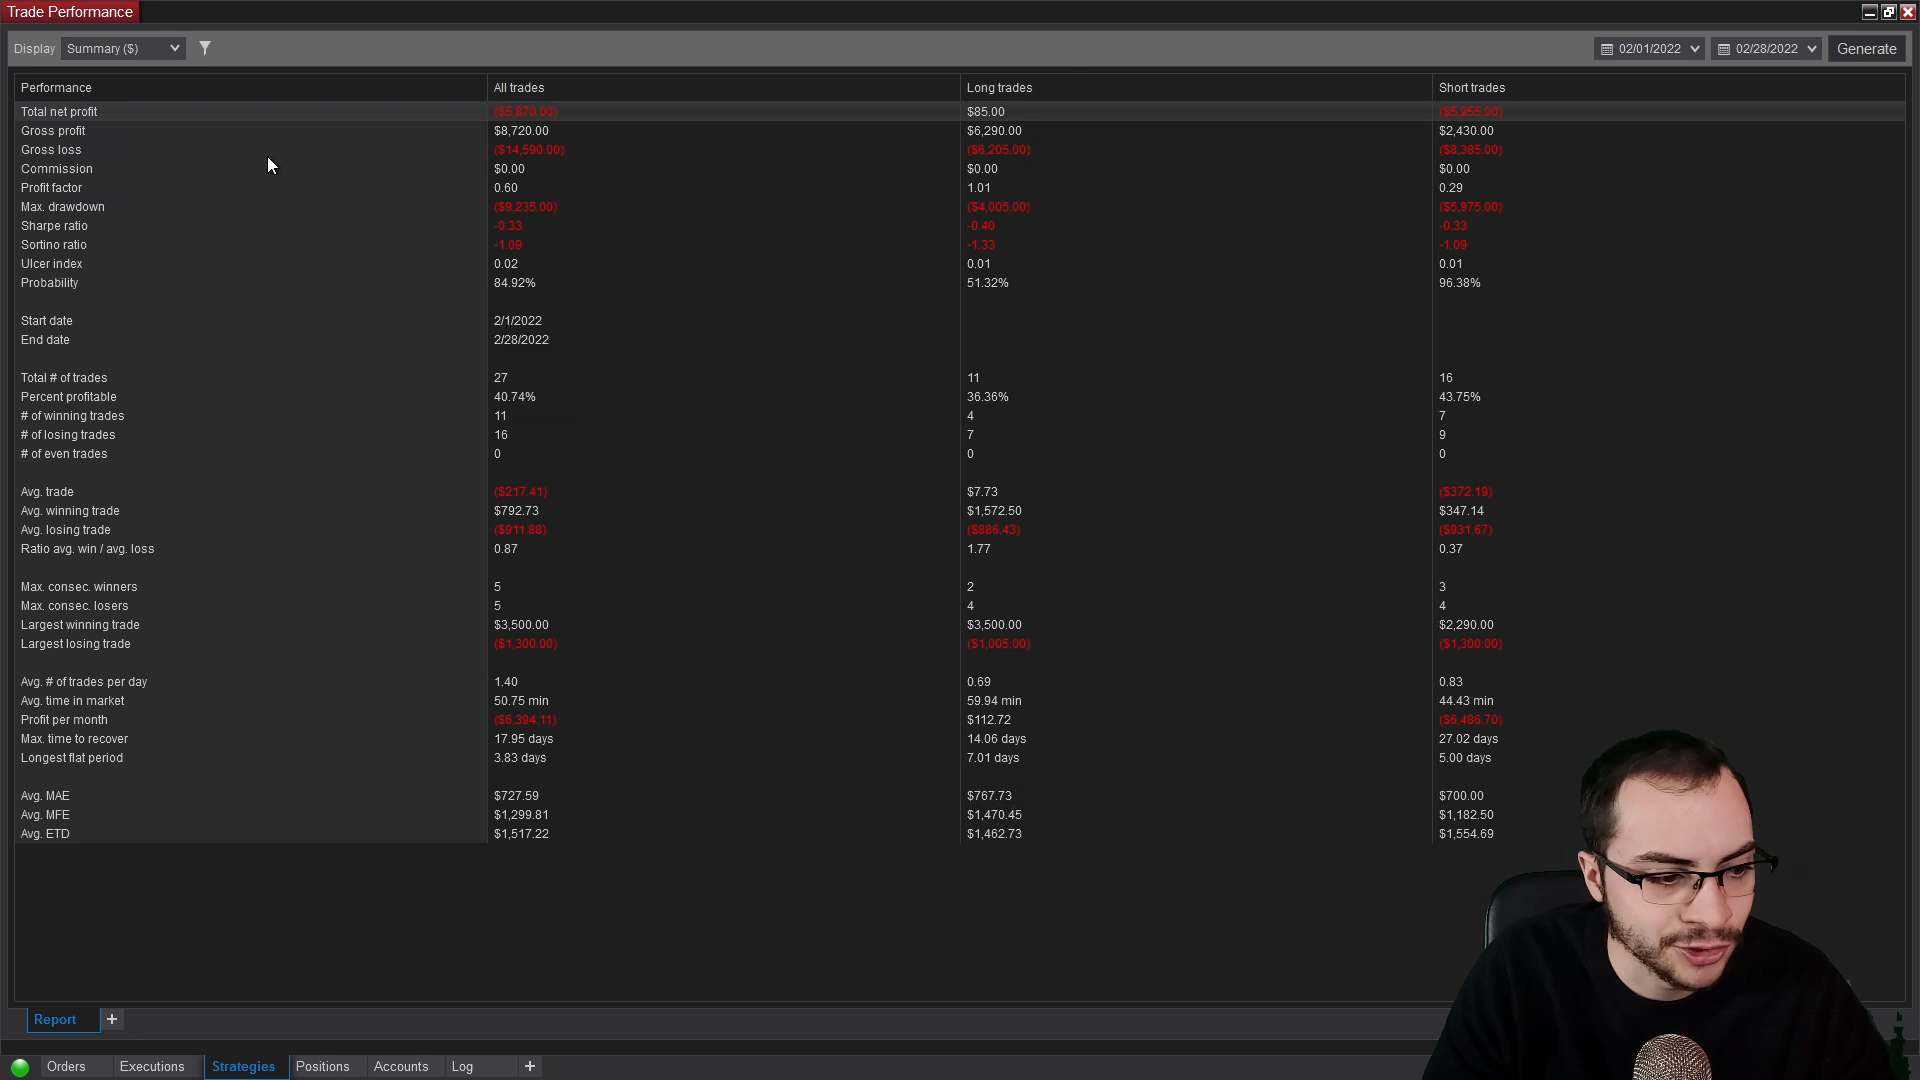 Trade Performance
Display Summary ($) 02/01/2022 02/28/2022 Generate
Performance All trades Long trades Short trades
Total net profit ($5,870.00) $85.00 ($5,955.00)
Gross profit $8,720.00 $6,290.00 $2,430.00
Gross loss ($14,590.00) ($6,205.00) ($8,385.00)
Commission $0.00 $0.00 $0.00
Profit factor 0.60 1.01 0.29
Max. drawdown ($9,235.00) ($4,005.00) ($5,975.00)
Sharpe ratio -0.33 -0.40 -0.33
Sortino ratio -1.09 -1.33 -1.09
Ulcer index 0.02 0.01 0.01
Probability 84.92% 51.32% 96.38%
Start date 2/1/2022
End date 2/28/2022
Total # of trades 27 11 16
Percent profitable 40.74% 36.36% 43.75%
# of winning trades 11 4 7
# of losing trades 16 7 9
# of even trades 0 0 0
Avg. trade ($217.41) $7.73 ($372.19)
Avg. winning trade $792.73 $1,572.50 $347.14
Avg. losing trade ($911.88) ($886.43) ($931.67)
Ratio avg. win / avg. loss 0.87 1.77 0.37
Max. consec. winners 5 2 3
Max. consec. losers 5 4 4
Largest winning trade $3,500.00 $3,500.00 $2,290.00
Largest losing trade ($1,300.00) ($1,005.00) ($1,300.00)
Avg. # of trades per day 1.40 0.69 0.83
Avg. time in market 50.75 min 59.94 min 44.43 min
Profit per month ($6,394.11) $112.72 ($6,486.70)
Max. time to recover 17.95 days 14.06 days 27.02 days
Longest flat period 3.83 days 7.01 days 5.00 days
Avg. MAE $727.59 $767.73 $700.00
Avg. MFE $1,299.81 $1,470.45 $1,182.50
Avg. ETD $1,517.22 $1,462.73 $1,554.69
Report +
Orders Executions Strategies Positions Accounts Log +